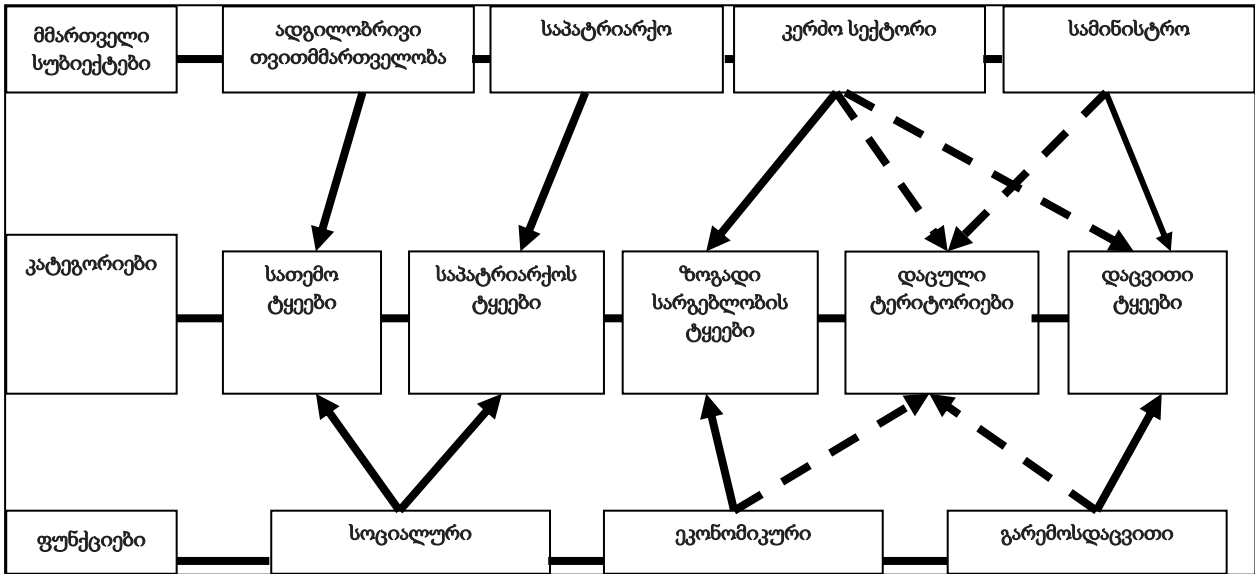 მმართველი
სუბიექტები
ადგილობრივი
თვითმმართველობა
საპატრიარქო
კერძო სექტორი
სამინისტრო
კატეგორიები
სათემო
ტყეები
საპატრიარქოს
ტყეები
ზოგადი
სარგებლობის
ტყეები
დაცული
ტერიტორიები
დაცვითი
ტყეები
ფუნქციები
სოციალური
ეკონომიკური
გარემოსდაცვითი